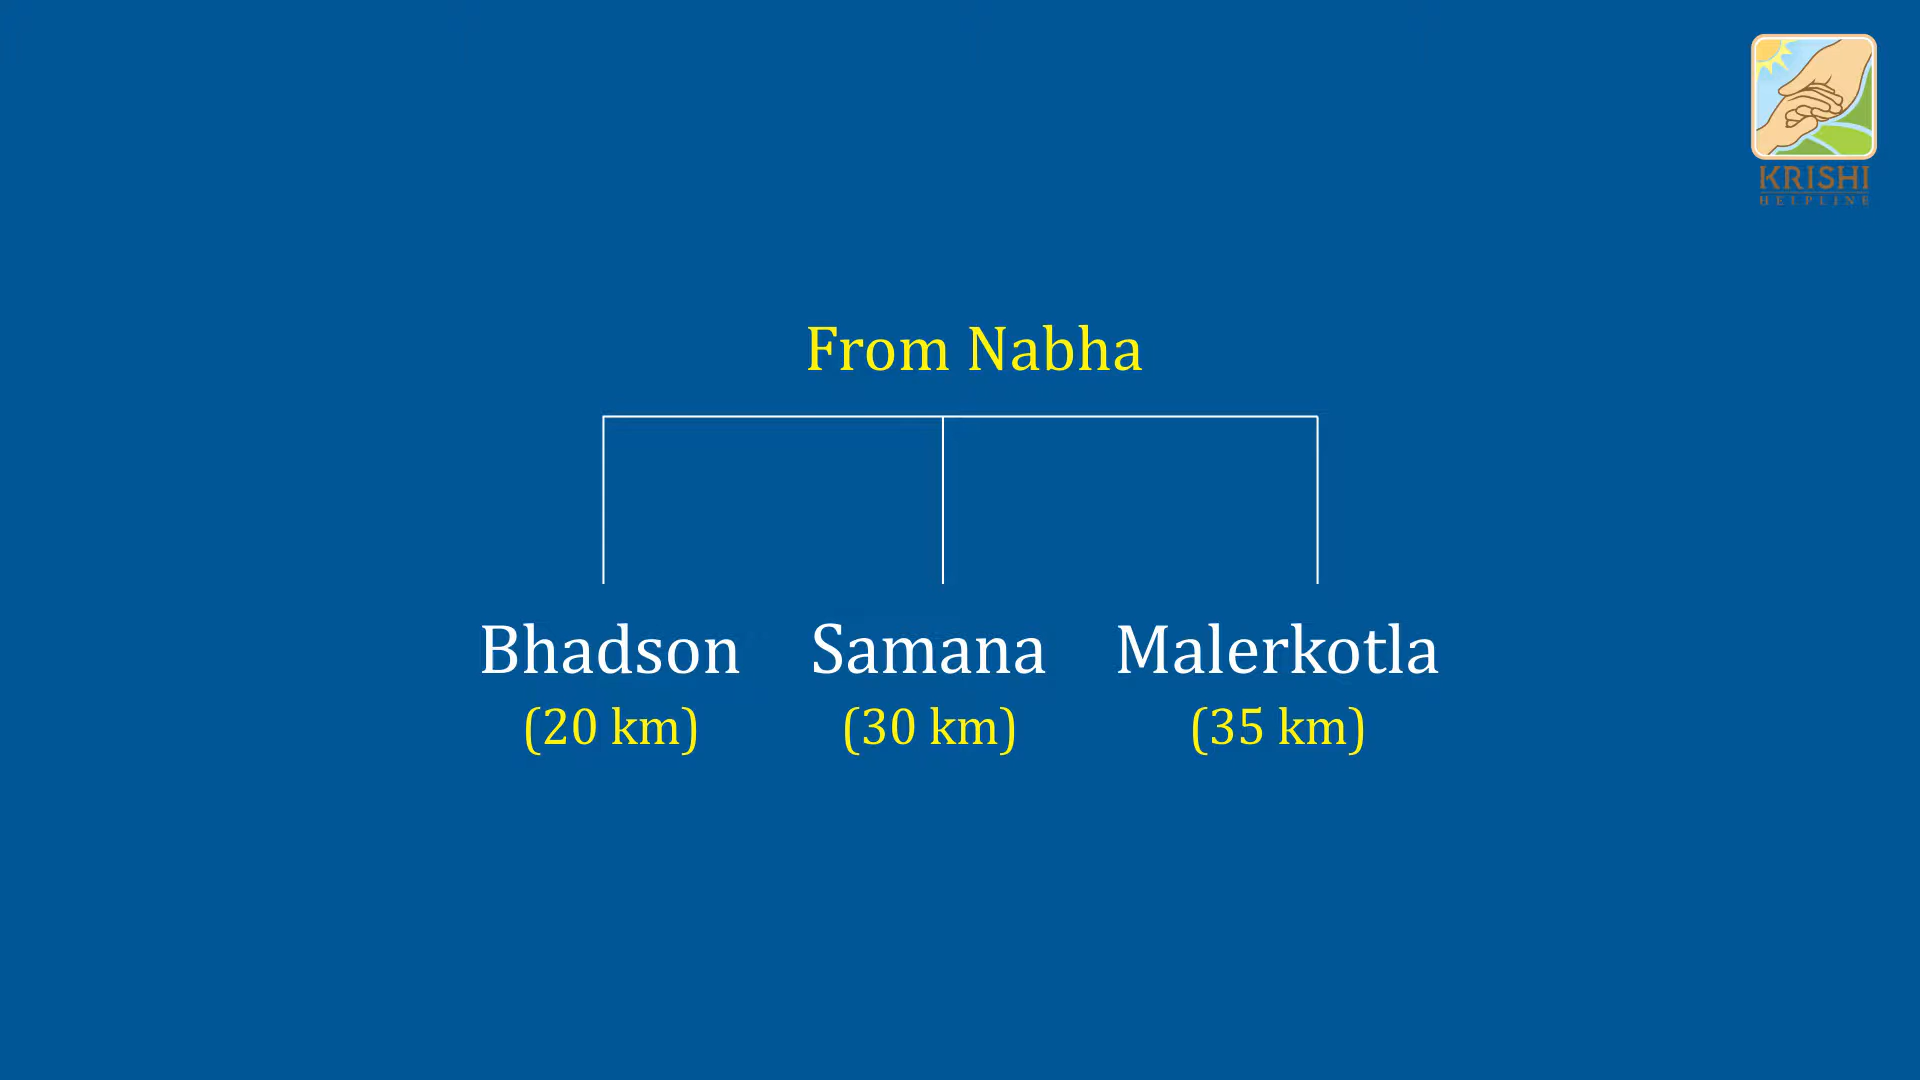 KRISHI
HELPLINE
From Nabha
Bhadson Samana Malerkotla
(20 km) (30 km) (35 km)